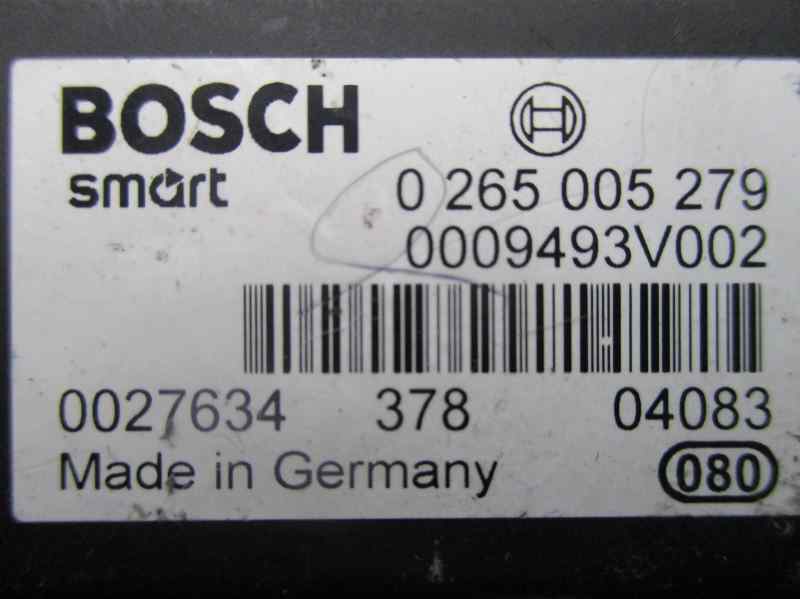 BOSCH
smart 0 265 005 279
0009493V002
0027634 378 04083
Made in Germany 080